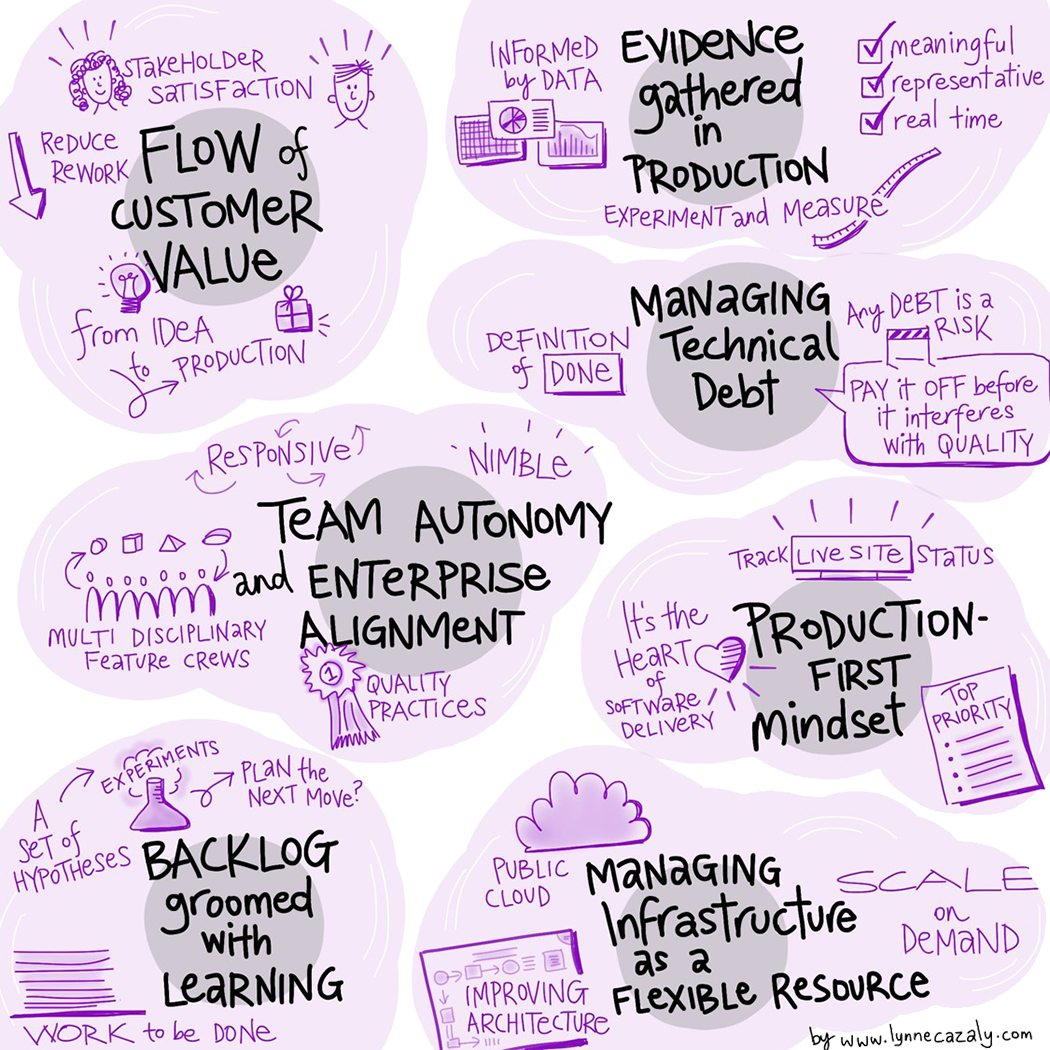 STAKEHOLDER
SATISFACTION
REDUCE
REWORK
FLOW of
CUSTOMER
VALUE
from IDEA
to
PRODUCTION
INFORMED
by DATA
EVIDENCE
gathered
in
PRODUCTION
meaningful
representative
real time
EXPERIMENT and MEASURE
DEFINITION
of DONE
MANAGING
Technical
Debt
Any DEBT is a
RISK
PAY it OFF before
it interferes
with QUALITY
RESPONSIVE
NIMBLE
TEAM AUTONOMY
and ENTERPRISE
ALIGNMENT
MULTI DISCIPLINARY
FEATURE CREWS
1
QUALITY
PRACTICES
TRACK LIVE SITE STATUS
It's the
HEART
of
SOFTWARE
DELIVERY
PRODUCTION-
FIRST
Mindset
TOP
PRIORITY
A
SET of
HYPOTHESES
EXPERIMENTS
PLAN the
NEXT MOVE?
BACKLOG
groomed
with
LEARNING
WORK to be DONE
PUBLIC
CLOUD
MANAGING
Infrastructure
as a
FLEXIBLE RESOURCE
SCALE
on
DEMAND
IMPROVING
ARCHITECTURE
by www.lynnecazaly.com